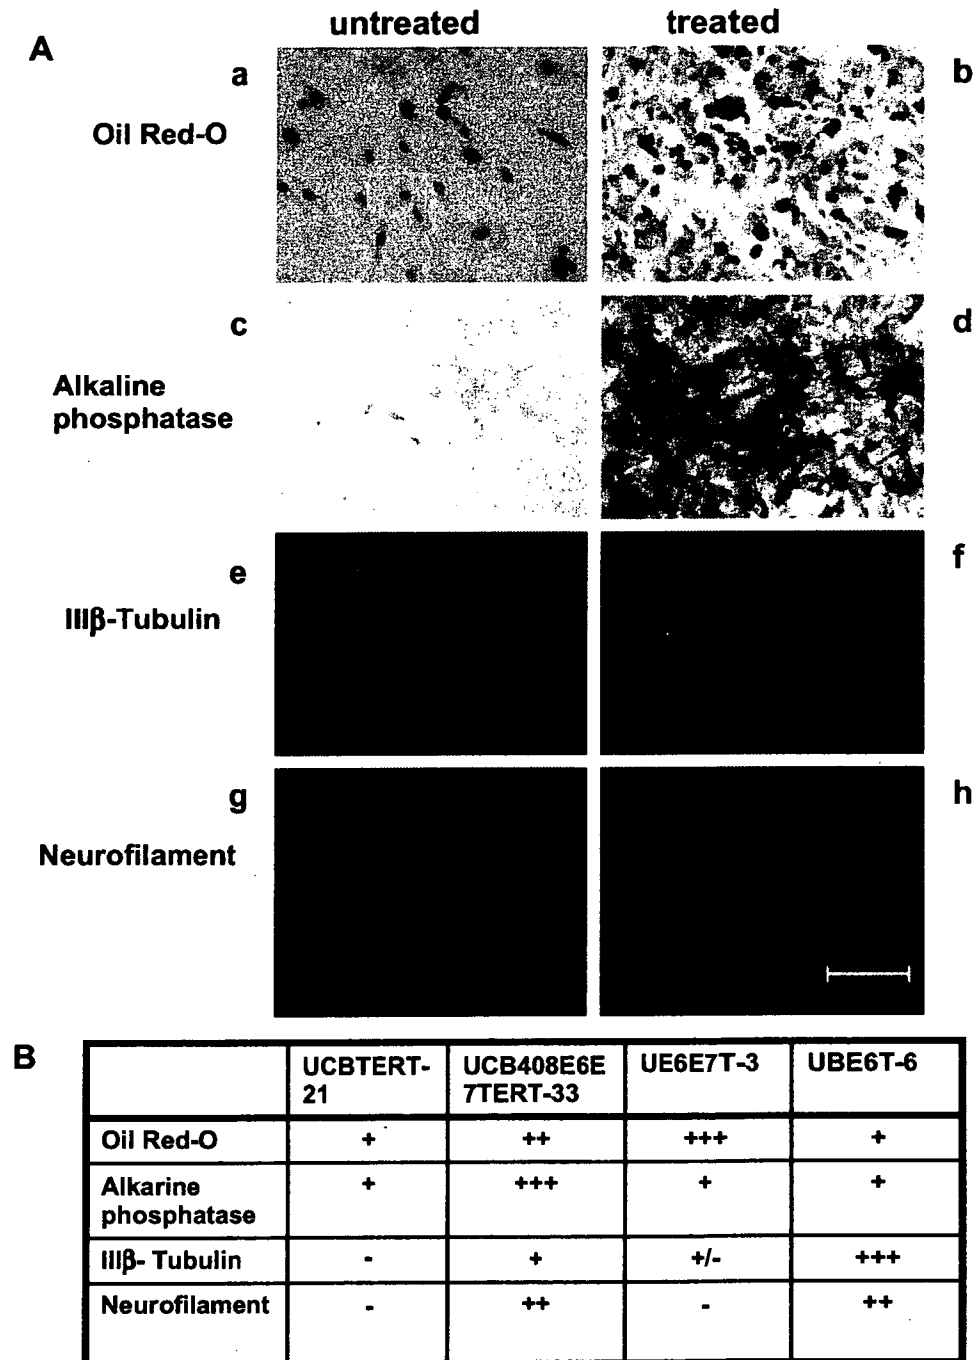 untreated treated
A
a b
Oil Red-O
c d
Alkaline
phosphatase
e f
IIIβ-Tubulin
g h
Neurofilament
B
UCBTERT-
21
UCB408E6E
7TERT-33
UE6E7T-3
UBE6T-6
Oil Red-O + ++ +++ +
Alkarine
phosphatase + +++ + +
IIIβ- Tubulin - + +/- +++
Neurofilament - ++ - ++